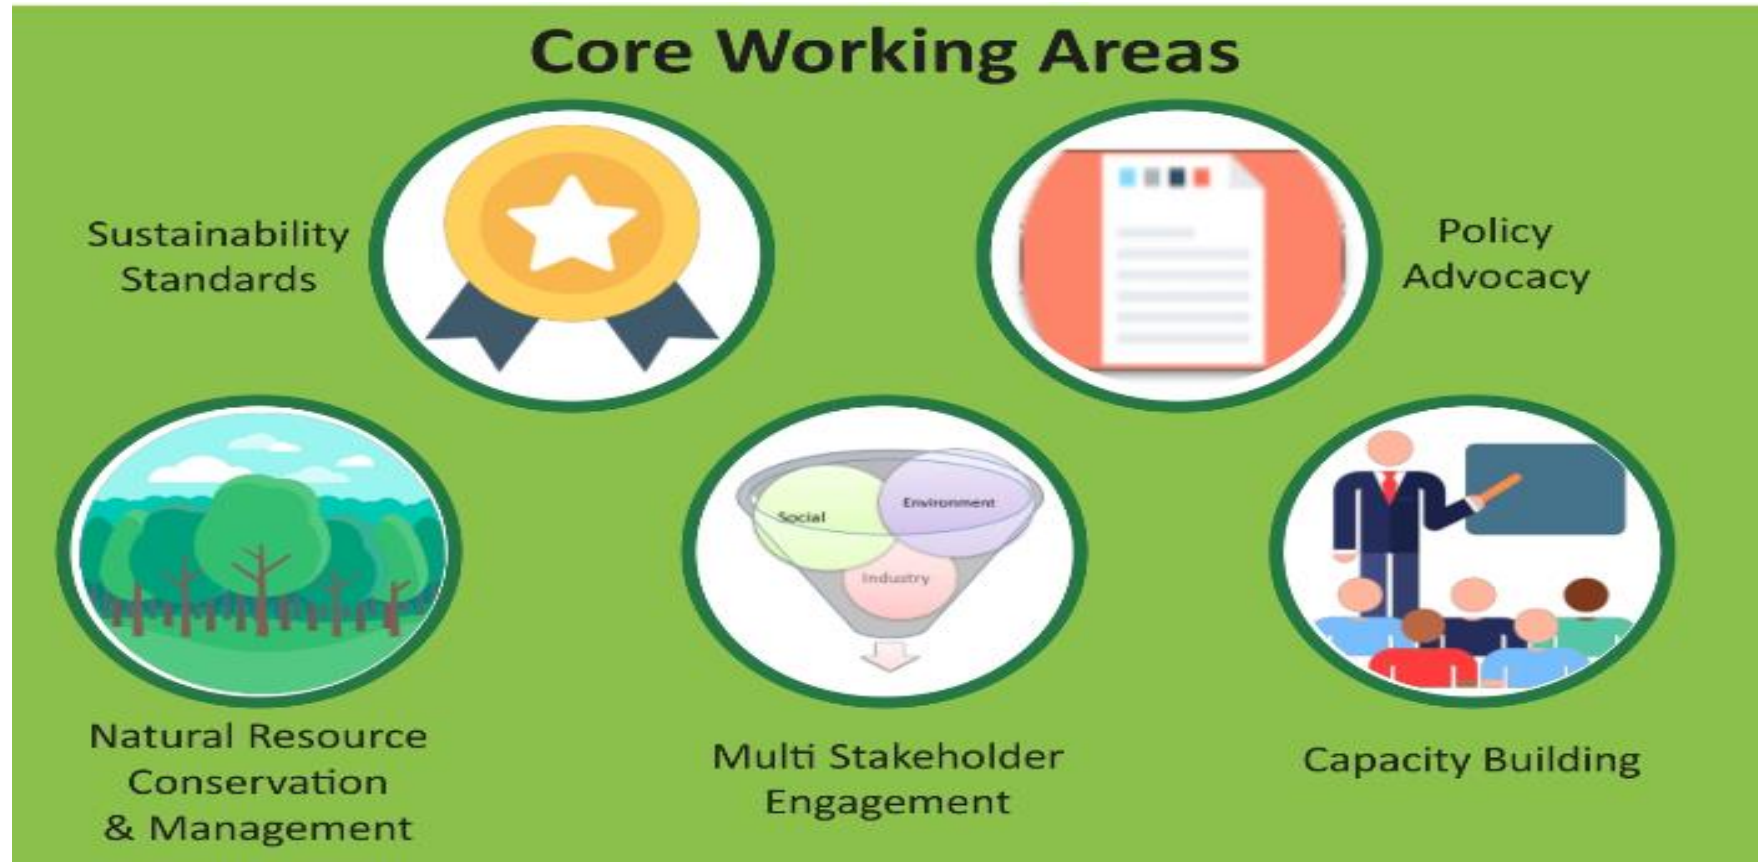 Core Working Areas
Sustainability
Standards
Policy
Advocacy
Social
Environment
Industry
Natural Resource
Conservation
& Management
Multi Stakeholder
Engagement
Capacity Building